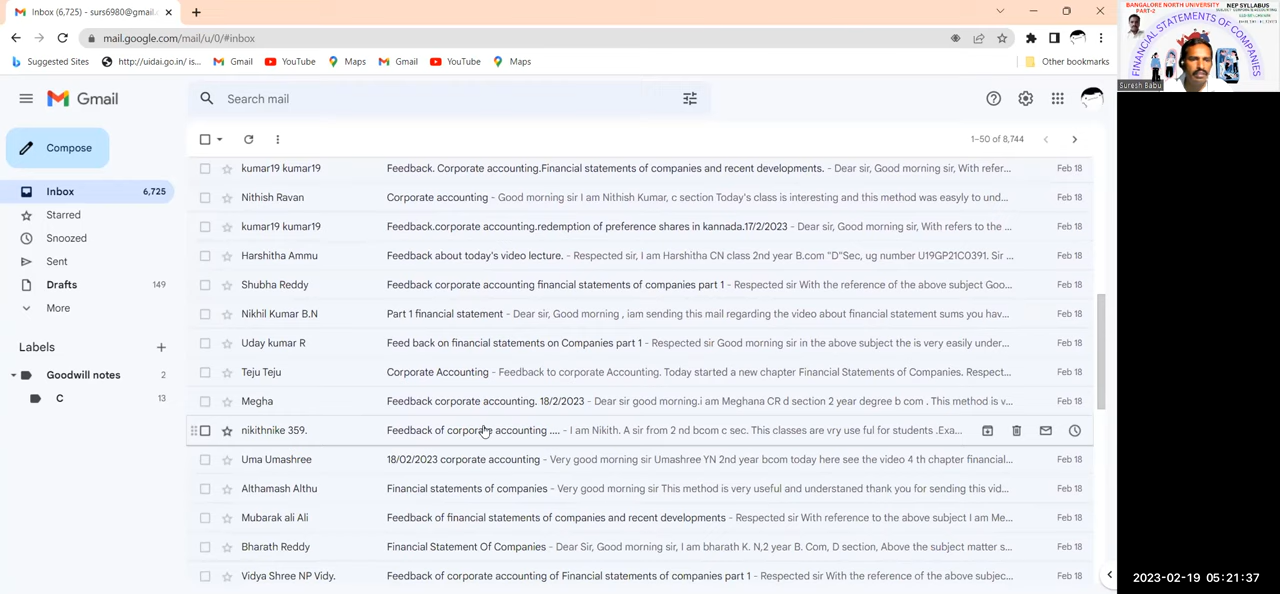 Inbox (6,725) - surs6980@gmail.
mail.google.com/mail/u/0/#inbox
Suggested Sites http://uidai.gov.in/ is... Gmail YouTube Maps Gmail YouTube Maps Other bookmarks
Gmail Search mail
1–50 of 8,744
Compose
Inbox 6,725
Starred
Snoozed
Sent
Drafts 149
More
Labels
Goodwill notes 2
C 13
kumar19 kumar19 Feedback. Corporate accounting.Financial statements of companies and recent developments. - Dear sir, Good morning sir, With refer... Feb 18
Nithish Ravan Corporate accounting - Good morning sir I am Nithish Kumar, c section Today's class is interesting and this method was easyly to und... Feb 18
kumar19 kumar19 Feedback.corporate accounting.redemption of preference shares in kannada.17/2/2023 - Dear sir, Good morning sir, With refers to the ... Feb 18
Harshitha Ammu Feedback about today's video lecture. - Respected sir, I am Harshitha CN class 2nd year B.com "D"Sec, ug number U19GP21C0391. Sir ... Feb 18
Shubha Reddy Feedback corporate accounting financial statements of companies part 1 - Respected sir With the reference of the above subject Goo... Feb 18
Nikhil Kumar B.N Part 1 financial statement - Dear sir, Good morning , iam sending this mail regarding the video about financial statement sums you hav... Feb 18
Uday kumar R Feed back on financial statements on Companies part 1 - Respected sir Good morning sir in the above subject the is very easily under... Feb 18
Teju Teju Corporate Accounting - Feedback to corporate Accounting. Today started a new chapter Financial Statements of Companies. Respect... Feb 18
Megha Feedback corporate accounting. 18/2/2023 - Dear sir good morning.i am Meghana CR d section 2 year degree b com . This method is v... Feb 18
nikithnike 359. Feedback of corporate accounting .... - I am Nikith. A sir from 2 nd bcom c sec. This classes are vry use ful for students .Exa...
Uma Umashree 18/02/2023 corporate accounting - Very good morning sir Umashree YN 2nd year bcom today here see the video 4 th chapter financial... Feb 18
Althamash Althu Financial statements of companies - Very good morning sir This method is very useful and understaned thank you for sending this vid... Feb 18
Mubarak ali Ali Feedback of financial statements of companies and recent developments - Respected sir With reference to the above subject I am Me... Feb 18
Bharath Reddy Financial Statement Of Companies - Dear Sir, Good morning sir, I am bharath K. N,2 year B. Com, D section, Above the subject matter s... Feb 18
Vidya Shree NP Vidy. Feedback of corporate accounting of Financial statements of companies part 1 - Respected sir With the reference of the above subjec... Feb 18
BANGALORE NORTH UNIVERSITY NEP SYLLABUS
PART-2
FINANCIAL STATEMENTS OF COMPANIES
Suresh Babu
2023-02-19 05:21:37